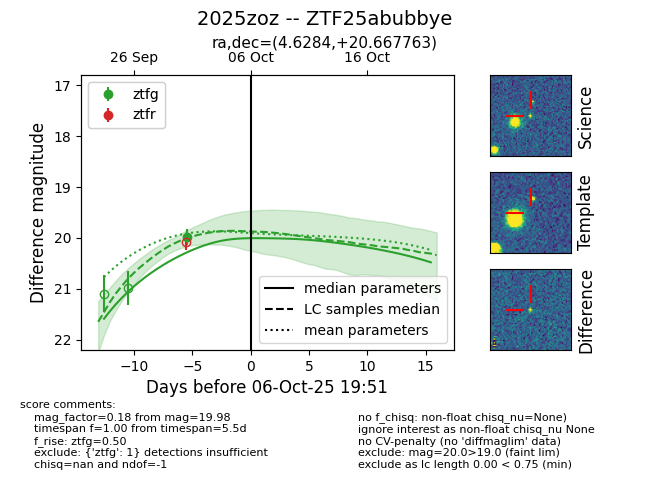 2025zoz -- ZTF25abubbye
ra,dec=(4.6284,+20.667763)
26 Sep 06 Oct 16 Oct
ztfg
ztfr
17
18
19
20
21
22
Difference magnitude
median parameters
LC samples median
mean parameters
−10 −5 0 5 10 15
Days before 06-Oct-25 19:51
Science
Template
Difference
score comments:
mag_factor=0.18 from mag=19.98
timespan f=1.00 from timespan=5.5d
f_rise: ztfg=0.50
exclude: {'ztfg': 1} detections insufficient
chisq=nan and ndof=-1
no f_chisq: non-float chisq_nu=None)
ignore interest as non-float chisq_nu None
no CV-penalty (no 'diffmaglim' data)
exclude: mag=20.0>19.0 (faint lim)
exclude as lc length 0.00 < 0.75 (min)